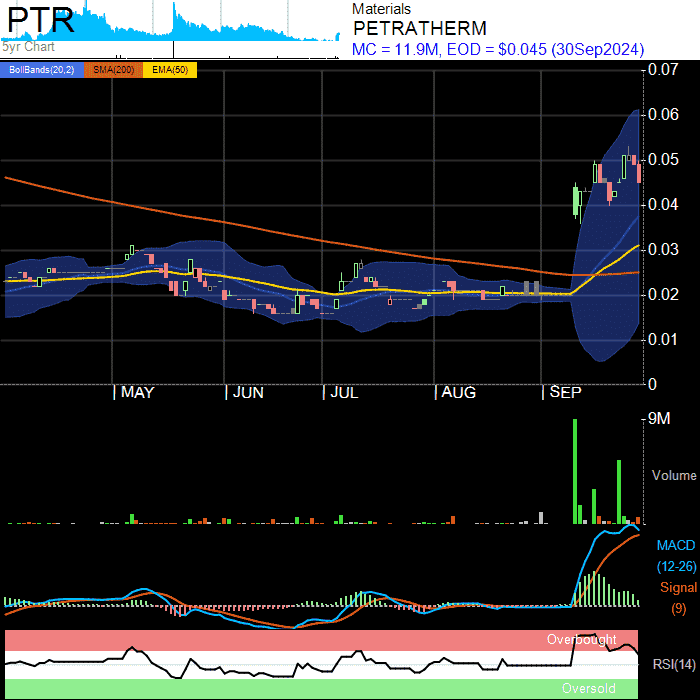 PTR
5yr Chart
Materials
PETRATHERM
MC = 11.9M, EOD = $0.045 (30Sep2024)
BollBands(20,2) SMA(200) EMA(50)
0.07
0.06
0.05
0.04
0.03
0.02
0.01
0
MAY JUN JUL AUG SEP
9M
Volume
MACD
(12-26)
Signal
(9)
Overbought
RSI(14)
Oversold